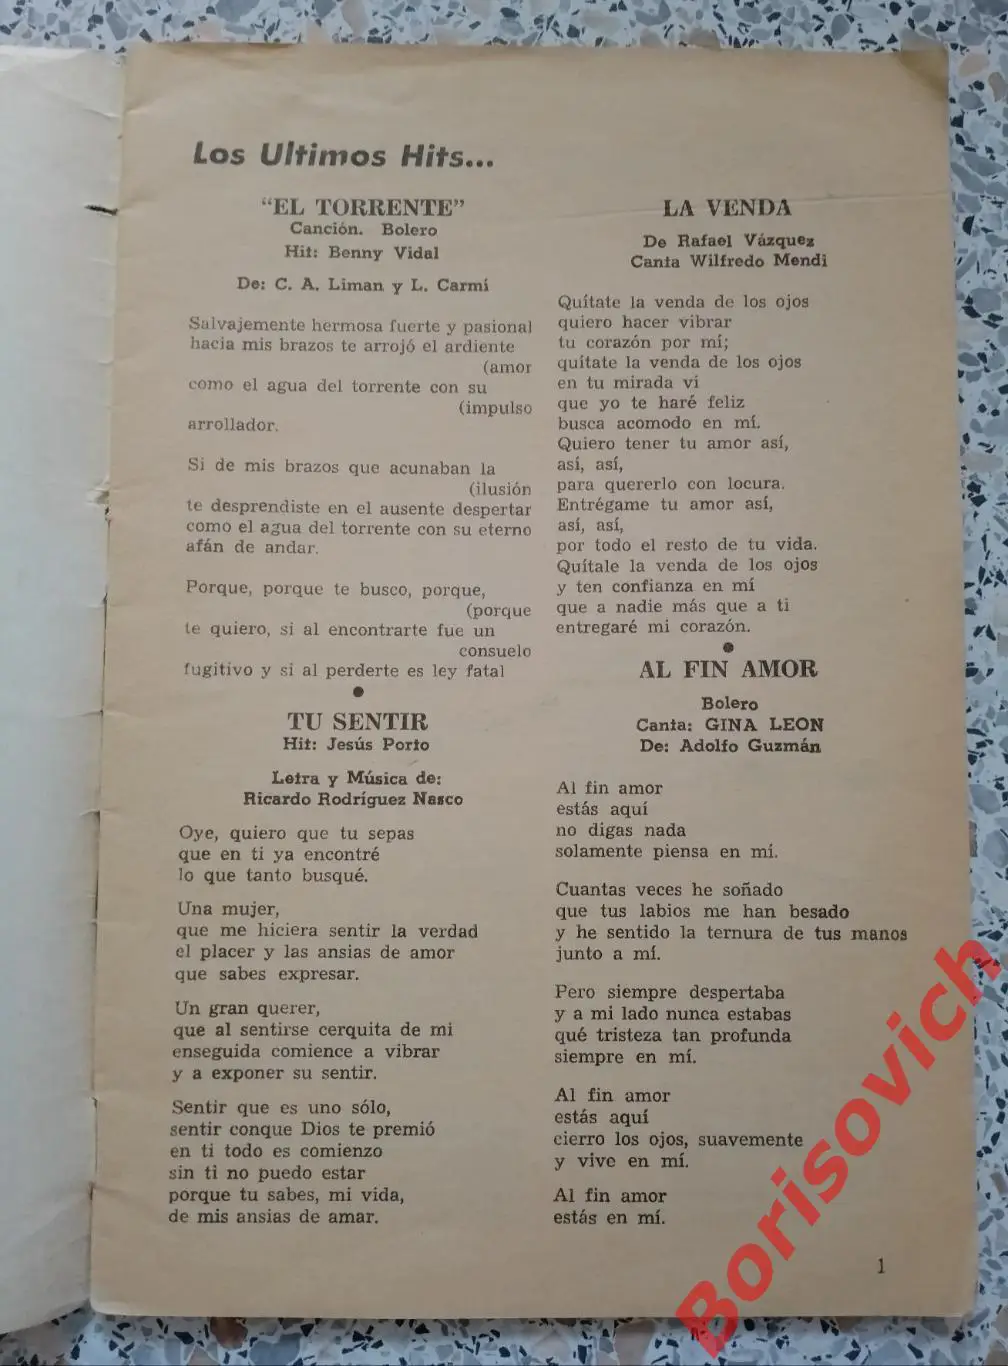 Los Ultimos Hits...
"EL TORRENTE"
Canción. Bolero
Hit: Benny Vidal
De: C. A. Liman y L. Carmí
Salvajemente hermosa fuerte y pasional
hacia mis brazos te arrojó el ardiente
(amor
como el agua del torrente con su
(impulso
arrollador.
Si de mis brazos que acunaban la
(ilusión
te desprendiste en el ausente despertar
como el agua del torrente con su eterno
afán de andar.
Porque, porque te busco, porque,
(porque
te quiero, si al encontrarte fue un
consuelo
fugitivo y si al perderte es ley fatal
TU SENTIR
Hit: Jesús Porto
Letra y Música de:
Ricardo Rodríguez Nasco
Oye, quiero que tu sepas
que en ti ya encontré
lo que tanto busqué.
Una mujer,
que me hiciera sentir la verdad
el placer y las ansias de amor
que sabes expresar.
Un gran querer,
que al sentirse cerquita de mi
enseguida comience a vibrar
y a exponer su sentir.
Sentir que es uno sólo,
sentir conque Dios te premió
en ti todo es comienzo
sin ti no puedo estar
porque tu sabes, mi vida,
de mis ansias de amar.
LA VENDA
De Rafael Vázquez
Canta Wilfredo Mendi
Quítate la venda de los ojos
quiero hacer vibrar
tu corazón por mí;
quítate la venda de los ojos
en tu mirada vi
que yo te haré feliz
busca acomodo en mí.
Quiero tener tu amor así,
así, así,
para quererlo con locura.
Entrégame tu amor así,
así, así,
por todo el resto de tu vida.
Quítale la venda de los ojos
y ten confianza en mí
que a nadie más que a ti
entregaré mi corazón.
AL FIN AMOR
Bolero
Canta: GINA LEON
De: Adolfo Guzmán
Al fin amor
estás aquí
no digas nada
solamente piensa en mí.
Cuantas veces he soñado
que tus labios me han besado
y he sentido la ternura de tus manos
junto a mí.
Pero siempre despertaba
y a mi lado nunca estabas
qué tristeza tan profunda
siempre en mí.
Al fin amor
estás aquí
cierro los ojos, suavemente
y vive en mí.
Al fin amor
estás en mí.
1
Borisovich